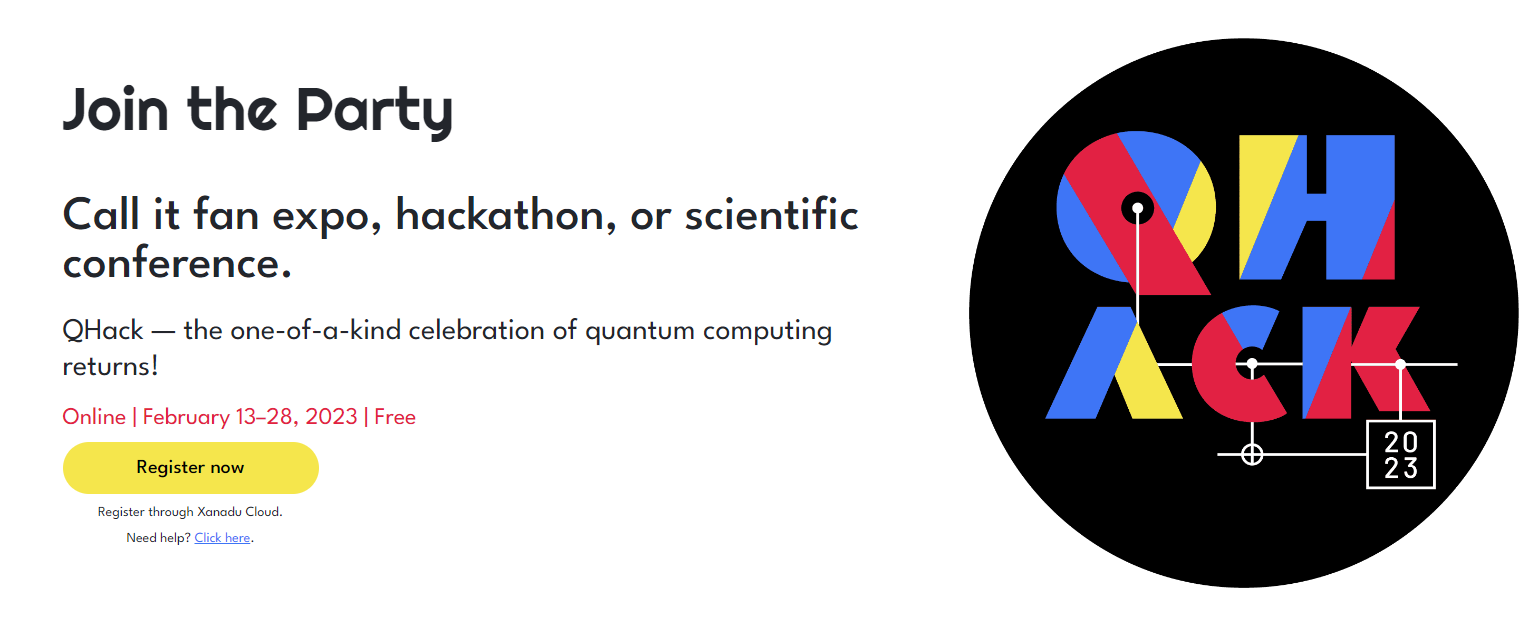 Join the Party
Call it fan expo, hackathon, or scientific
conference.
QHack — the one-of-a-kind celebration of quantum computing
returns!
Online | February 13–28, 2023 | Free
Register now
Register through Xanadu Cloud.
Need help? Click here.
QH
ACK
20
23